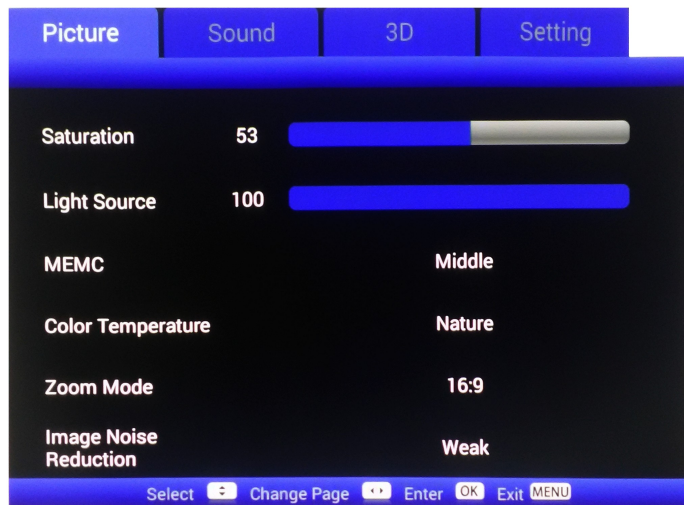 Picture Sound 3D Setting
Saturation 53
Light Source 100
MEMC Middle
Color Temperature Nature
Zoom Mode 16:9
Image Noise
Reduction Weak
Select Change Page Enter OK Exit MENU